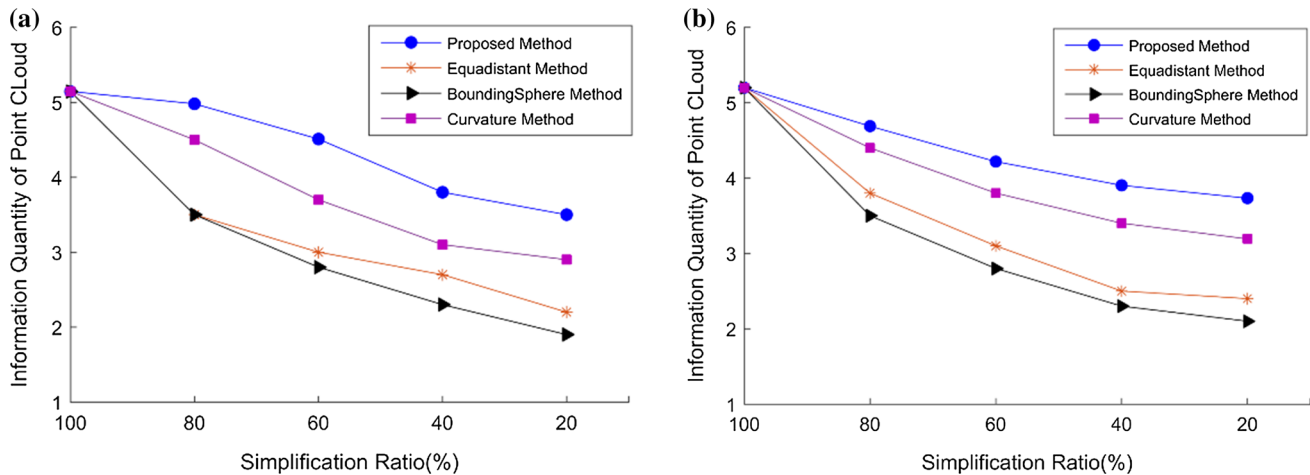 (a)
6
5
4
3
2
1
Information Quantity of Point CLoud
100 80 60 40 20
Simplification Ratio(%)
Proposed Method
Equadistant Method
BoundingSphere Method
Curvature Method
(b)
6
5
4
3
2
1
Information Quantity of Point CLoud
100 80 60 40 20
Simplification Ratio(%)
Proposed Method
Equadistant Method
BoundingSphere Method
Curvature Method